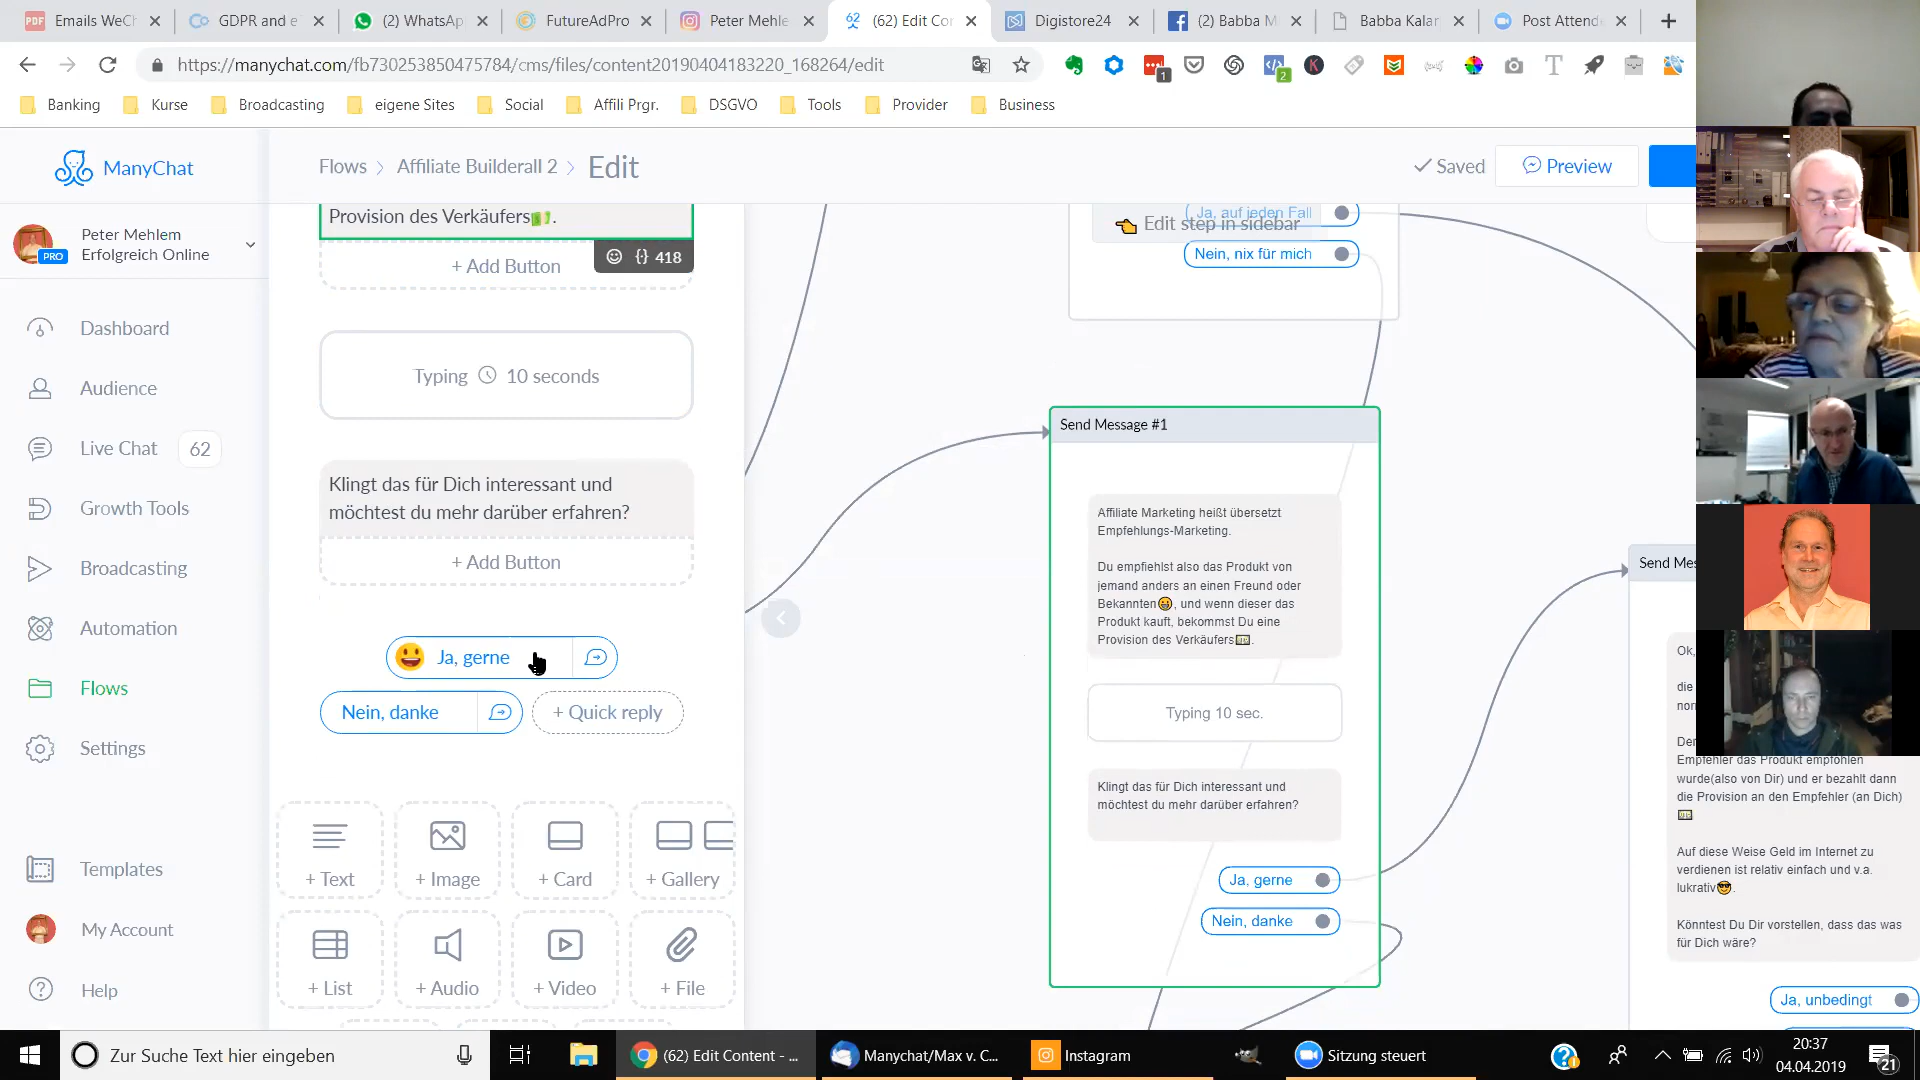 Emails WeCh
GDPR and e
(2) WhatsAp
FutureAdPro
Peter Mehle
62
(62) Edit Cor
Digistore24
(2) Babba M
Babba Kalar
Post Attende
https://manychat.com/fb730253850475784/cms/files/content20190404183220_168264/edit
1
2
Banking
Kurse
Broadcasting
eigene Sites
Social
Affili Prgr.
DSGVO
Tools
Provider
Business
ManyChat
Flows
Affiliate Builderall 2
Edit
Saved
Preview
Peter Mehlem
Erfolgreich Online
PRO
Dashboard
Audience
Live Chat
62
Growth Tools
Broadcasting
Automation
Flows
Settings
Templates
My Account
Help
Provision des Verkäufers💵.
+ Add Button
{} 418
Typing 10 seconds
Klingt das für Dich interessant und
möchtest du mehr darüber erfahren?
+ Add Button
😃 Ja, gerne
Nein, danke
+ Quick reply
+ Text
+ Image
+ Card
+ Gallery
+ List
+ Audio
+ Video
+ File
Ja, auf jeden Fall
Edit step in sidebar
Nein, nix für mich
Send Message #1
Affiliate Marketing heißt übersetzt
Empfehlungs-Marketing.
Du empfiehlst also das Produkt von
jemand anders an einen Freund oder
Bekannten😀, und wenn dieser das
Produkt kauft, bekommst Du eine
Provision des Verkäufers💵.
Typing 10 sec.
Klingt das für Dich interessant und
möchtest du mehr darüber erfahren?
Ja, gerne
Nein, danke
Send Mes
Ok,
die
nor
Der
Empfehler das Produkt empfohlen
wurde(also von Dir) und er bezahlt dann
die Provision an den Empfehler (an Dich)
💵
Auf diese Weise Geld im Internet zu
verdienen ist relativ einfach und v.a.
lukrativ😎.
Könntest Du Dir vorstellen, dass das was
für Dich wäre?
Ja, unbedingt
Zur Suche Text hier eingeben
(62) Edit Content - ...
Manychat/Max v. C...
Instagram
Sitzung steuert
20:37
04.04.2019
21